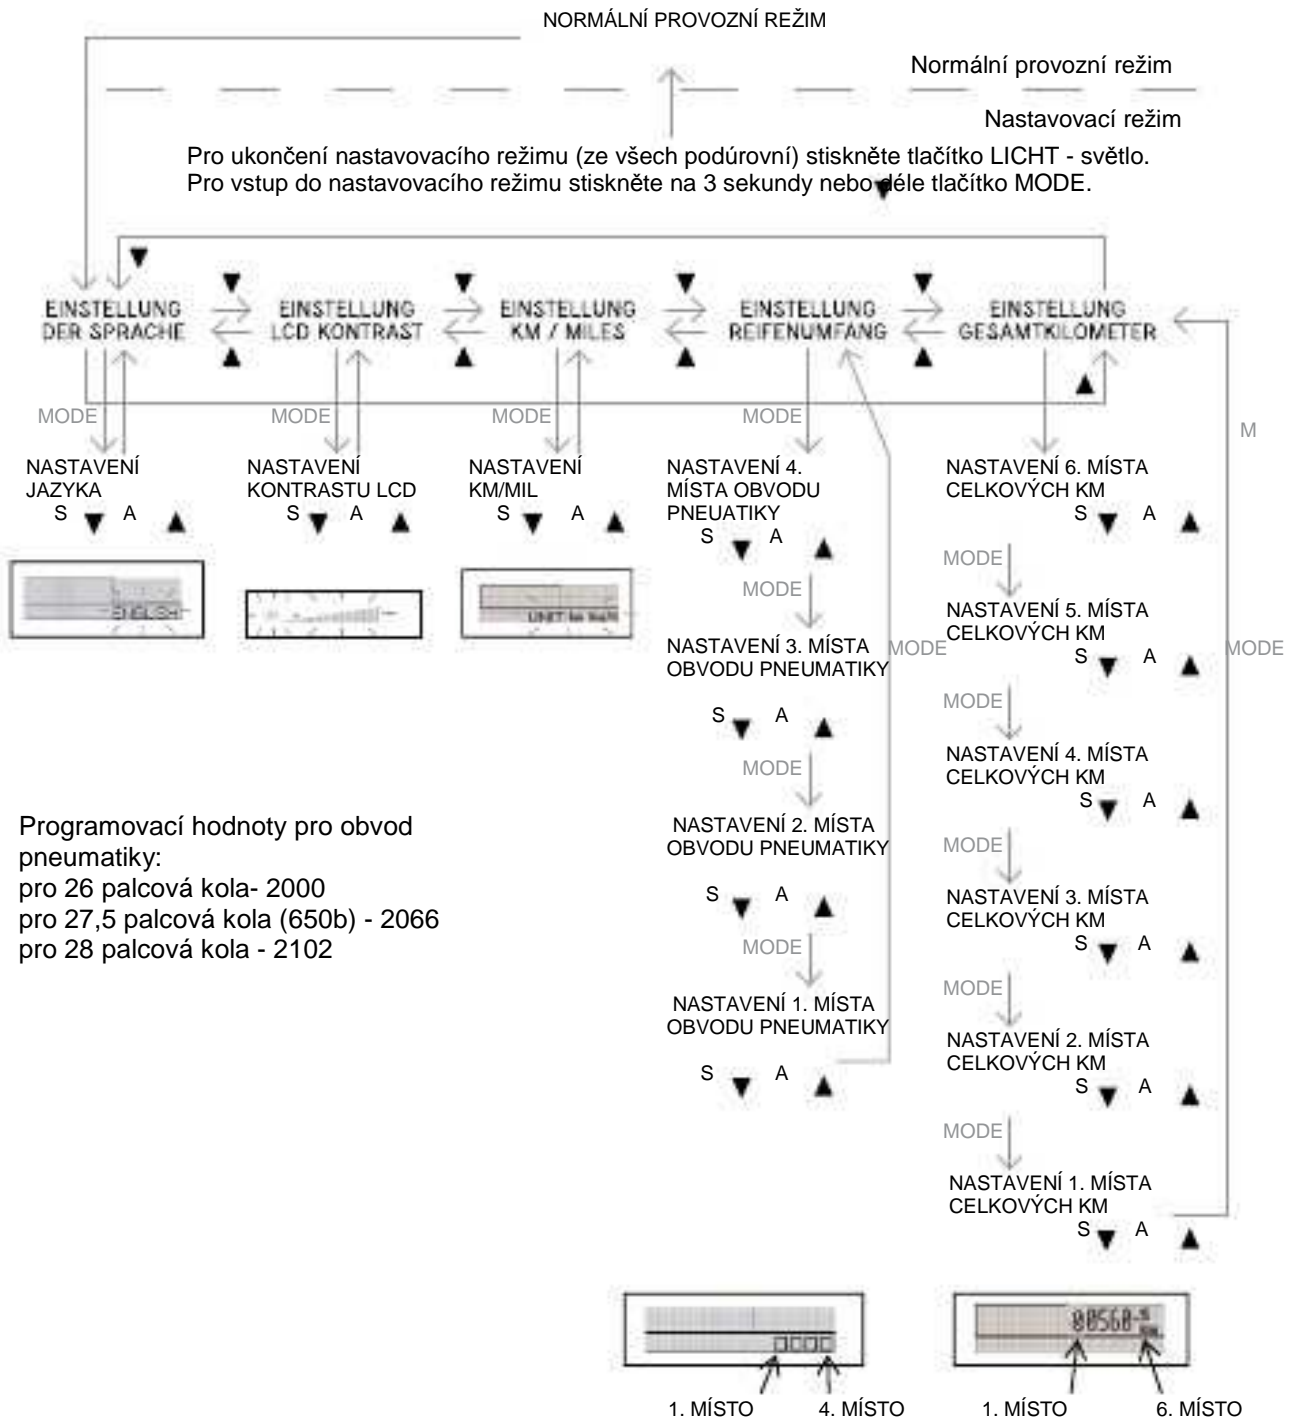 NORMÁLNÍ PROVOZNÍ REŽIM
Normální provozní režim
Nastavovací režim
Pro ukončení nastavovacího režimu (ze všech podúrovní) stiskněte tlačítko LICHT - světlo.
Pro vstup do nastavovacího režimu stiskněte na 3 sekundy nebo déle tlačítko MODE.
EINSTELLUNG
DER SPRACHE
EINSTELLUNG
LCD KONTRAST
EINSTELLUNG
KM / MILES
EINSTELLUNG
REIFENUMFANG
EINSTELLUNG
GESAMTKILOMETER
MODE
MODE
MODE
MODE
M
NASTAVENÍ
JAZYKA
S A
ENGLISH
NASTAVENÍ
KONTRASTU LCD
S A
NASTAVENÍ
KM/MIL
S A
UNIT km
NASTAVENÍ 4.
MÍSTA OBVODU
PNEUATIKY
S A
MODE
NASTAVENÍ 3. MÍSTA
OBVODU PNEUMATIKY
S A
MODE
NASTAVENÍ 2. MÍSTA
OBVODU PNEUMATIKY
S A
MODE
NASTAVENÍ 1. MÍSTA
OBVODU PNEUMATIKY
S A
MODE
NASTAVENÍ 6. MÍSTA
CELKOVÝCH KM
S A
MODE
NASTAVENÍ 5. MÍSTA
CELKOVÝCH KM
S A
MODE
NASTAVENÍ 4. MÍSTA
CELKOVÝCH KM
S A
MODE
NASTAVENÍ 3. MÍSTA
CELKOVÝCH KM
S A
MODE
NASTAVENÍ 2. MÍSTA
CELKOVÝCH KM
S A
MODE
NASTAVENÍ 1. MÍSTA
CELKOVÝCH KM
S A
MODE
Programovací hodnoty pro obvod
pneumatiky:
pro 26 palcová kola- 2000
pro 27,5 palcová kola (650b) - 2066
pro 28 palcová kola - 2102
1. MÍSTO 4. MÍSTO
00560
1. MÍSTO 6. MÍSTO